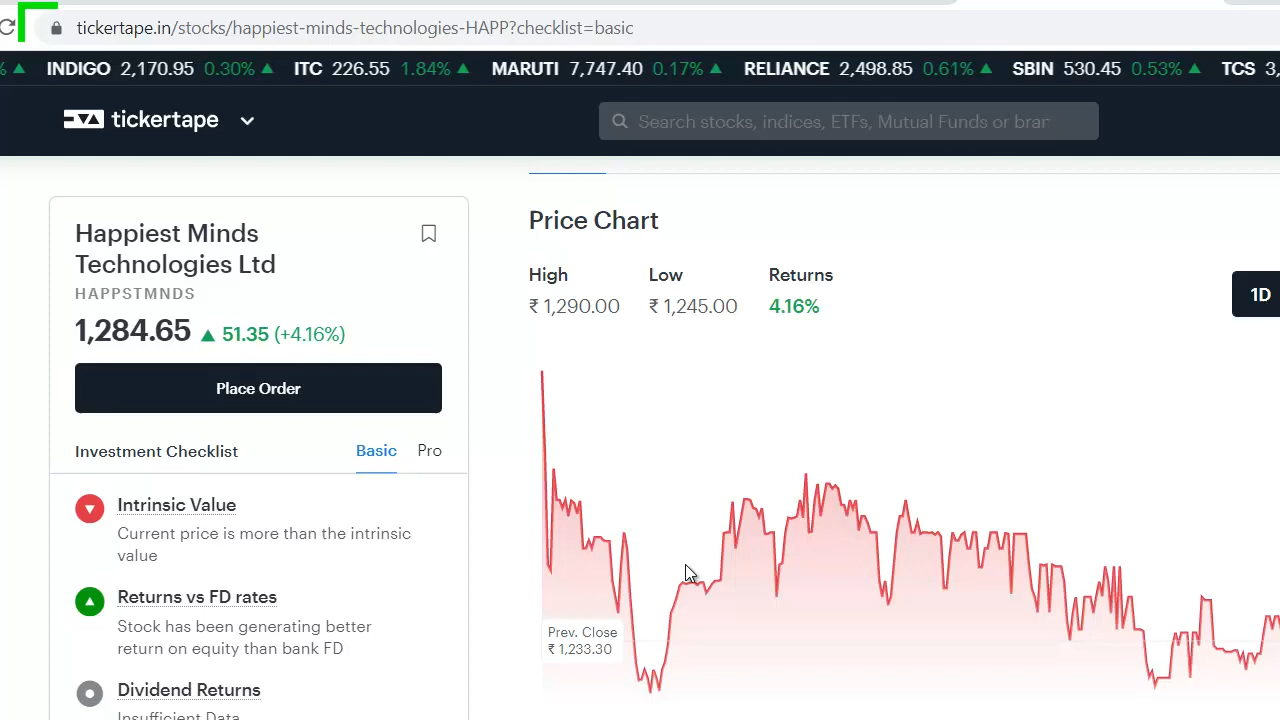 tickertape.in/stocks/happiest-minds-technologies-HAPP?checklist=basic
% INDIGO 2,170.95 0.30% ITC 226.55 1.84% MARUTI 7,747.40 0.17% RELIANCE 2,498.85 0.61% SBIN 530.45 0.53% TCS 3,
tickertape
Search stocks, indices, ETFs, Mutual Funds or bran
Happiest Minds
Technologies Ltd
HAPPSTMNDS
1,284.65 51.35 (+4.16%)
Place Order
Investment Checklist Basic Pro
Intrinsic Value
Current price is more than the intrinsic
value
Returns vs FD rates
Stock has been generating better
return on equity than bank FD
Dividend Returns
Insufficient Data
Price Chart
High Low Returns
₹ 1,290.00 ₹ 1,245.00 4.16%
1D
Prev. Close
₹ 1,233.30